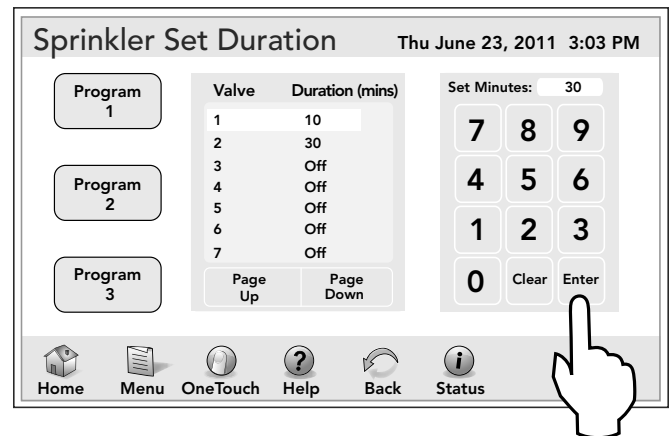 Sprinkler Set Duration Thu June 23, 2011 3:03 PM
Program
1
Program
2
Program
3
Valve Duration (mins)
1 10
2 30
3 Off
4 Off
5 Off
6 Off
7 Off
Page Up
Page Down
Set Minutes: 30
7 8 9
4 5 6
1 2 3
0 Clear Enter
Home Menu OneTouch Help Back Status
? i